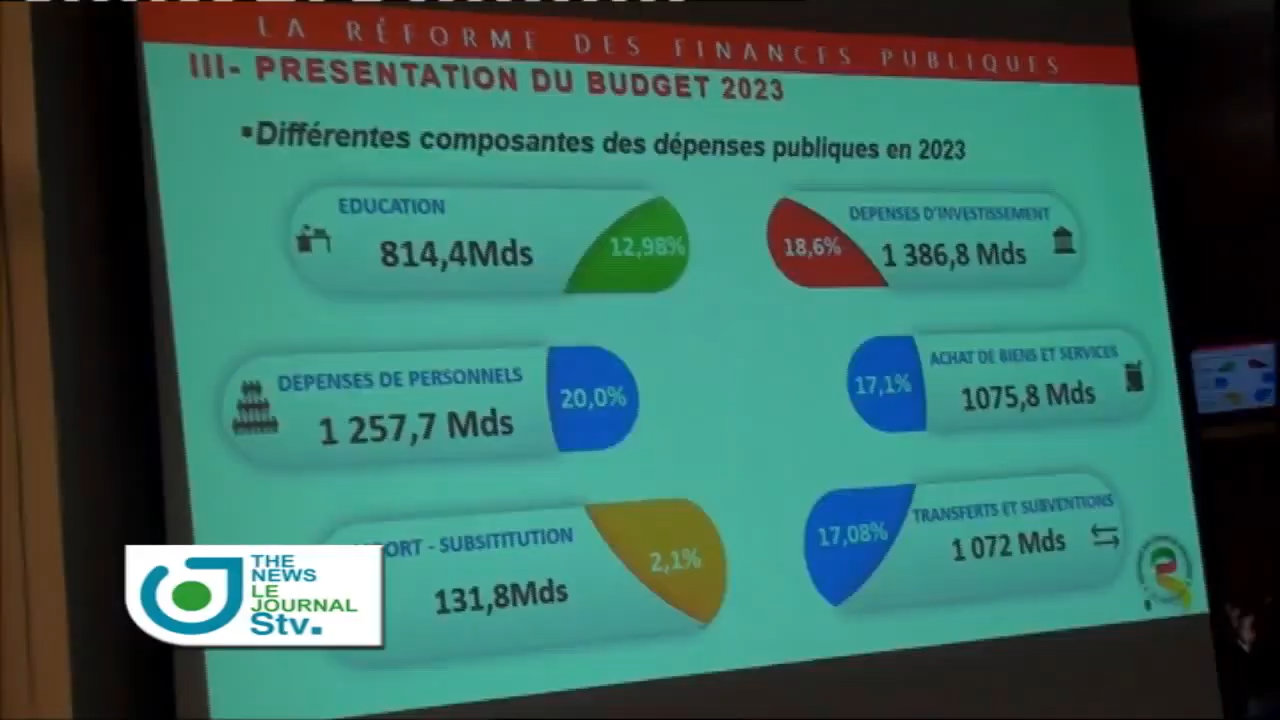 LA RÉFORME DES FINANCES PUBLIQUES
III- PRESENTATION DU BUDGET 2023
▪Différentes composantes des dépenses publiques en 2023
EDUCATION
814,4Mds
12,98%
DEPENSES D'INVESTISSEMENT
18,6%
1 386,8 Mds
DEPENSES DE PERSONNELS
1 257,7 Mds
20,0%
ACHAT DE BIENS ET SERVICES
17,1%
1075,8 Mds
- SUBSITITUTION
131,8Mds
2,1%
TRANSFERTS ET SUBVENTIONS
17,08%
1 072 Mds
THE
NEWS
LE
JOURNAL
Stv.